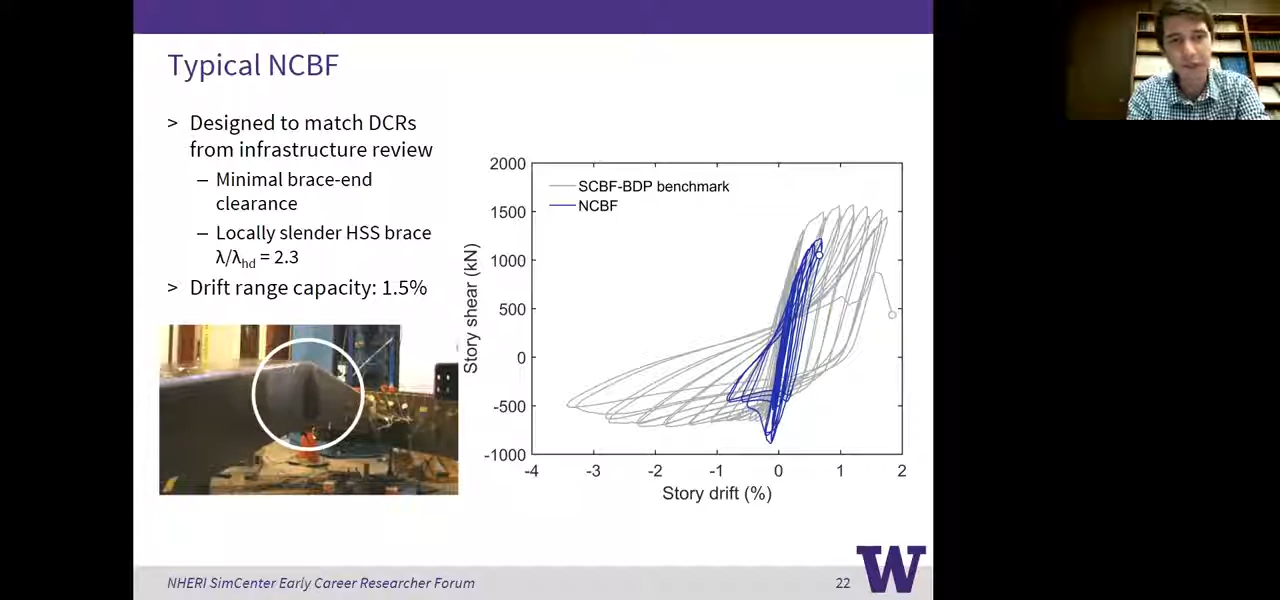 Typical NCBF
> Designed to match DCRs
from infrastructure review
– Minimal brace-end
clearance
– Locally slender HSS brace
λ/λhd = 2.3
> Drift range capacity: 1.5%
SCBF-BDP benchmark
NCBF
Story shear (kN)
2000
1500
1000
500
0
-500
-1000
-4 -3 -2 -1 0 1 2
Story drift (%)
NHERI SimCenter Early Career Researcher Forum
22
W